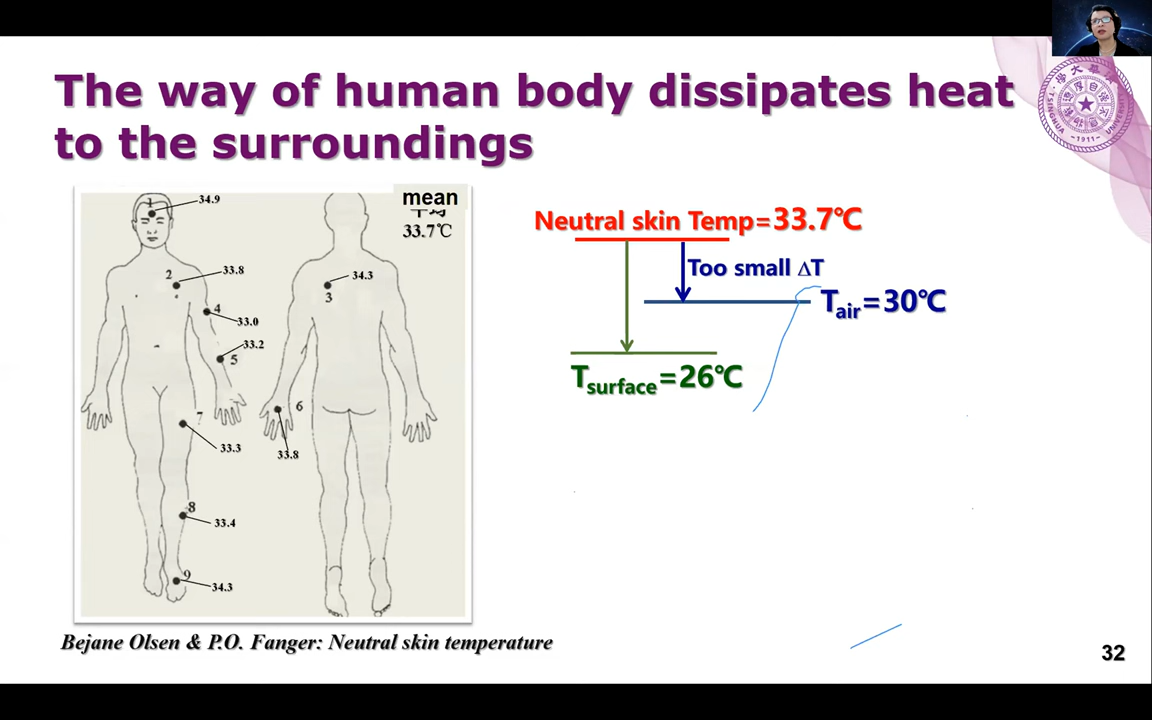 The way of human body dissipates heat
to the surroundings
1
34.9
mean
33.7℃
2
33.8
34.3
3
4
33.0
33.2
5
6
7
33.3
33.8
8
33.4
9
34.3
Neutral skin Temp=33.7℃
Too small ΔT
Tair=30℃
Tsurface=26℃
Bejane Olsen & P.O. Fanger: Neutral skin temperature
32
TSINGHUA UNIVERSITY
~1911~